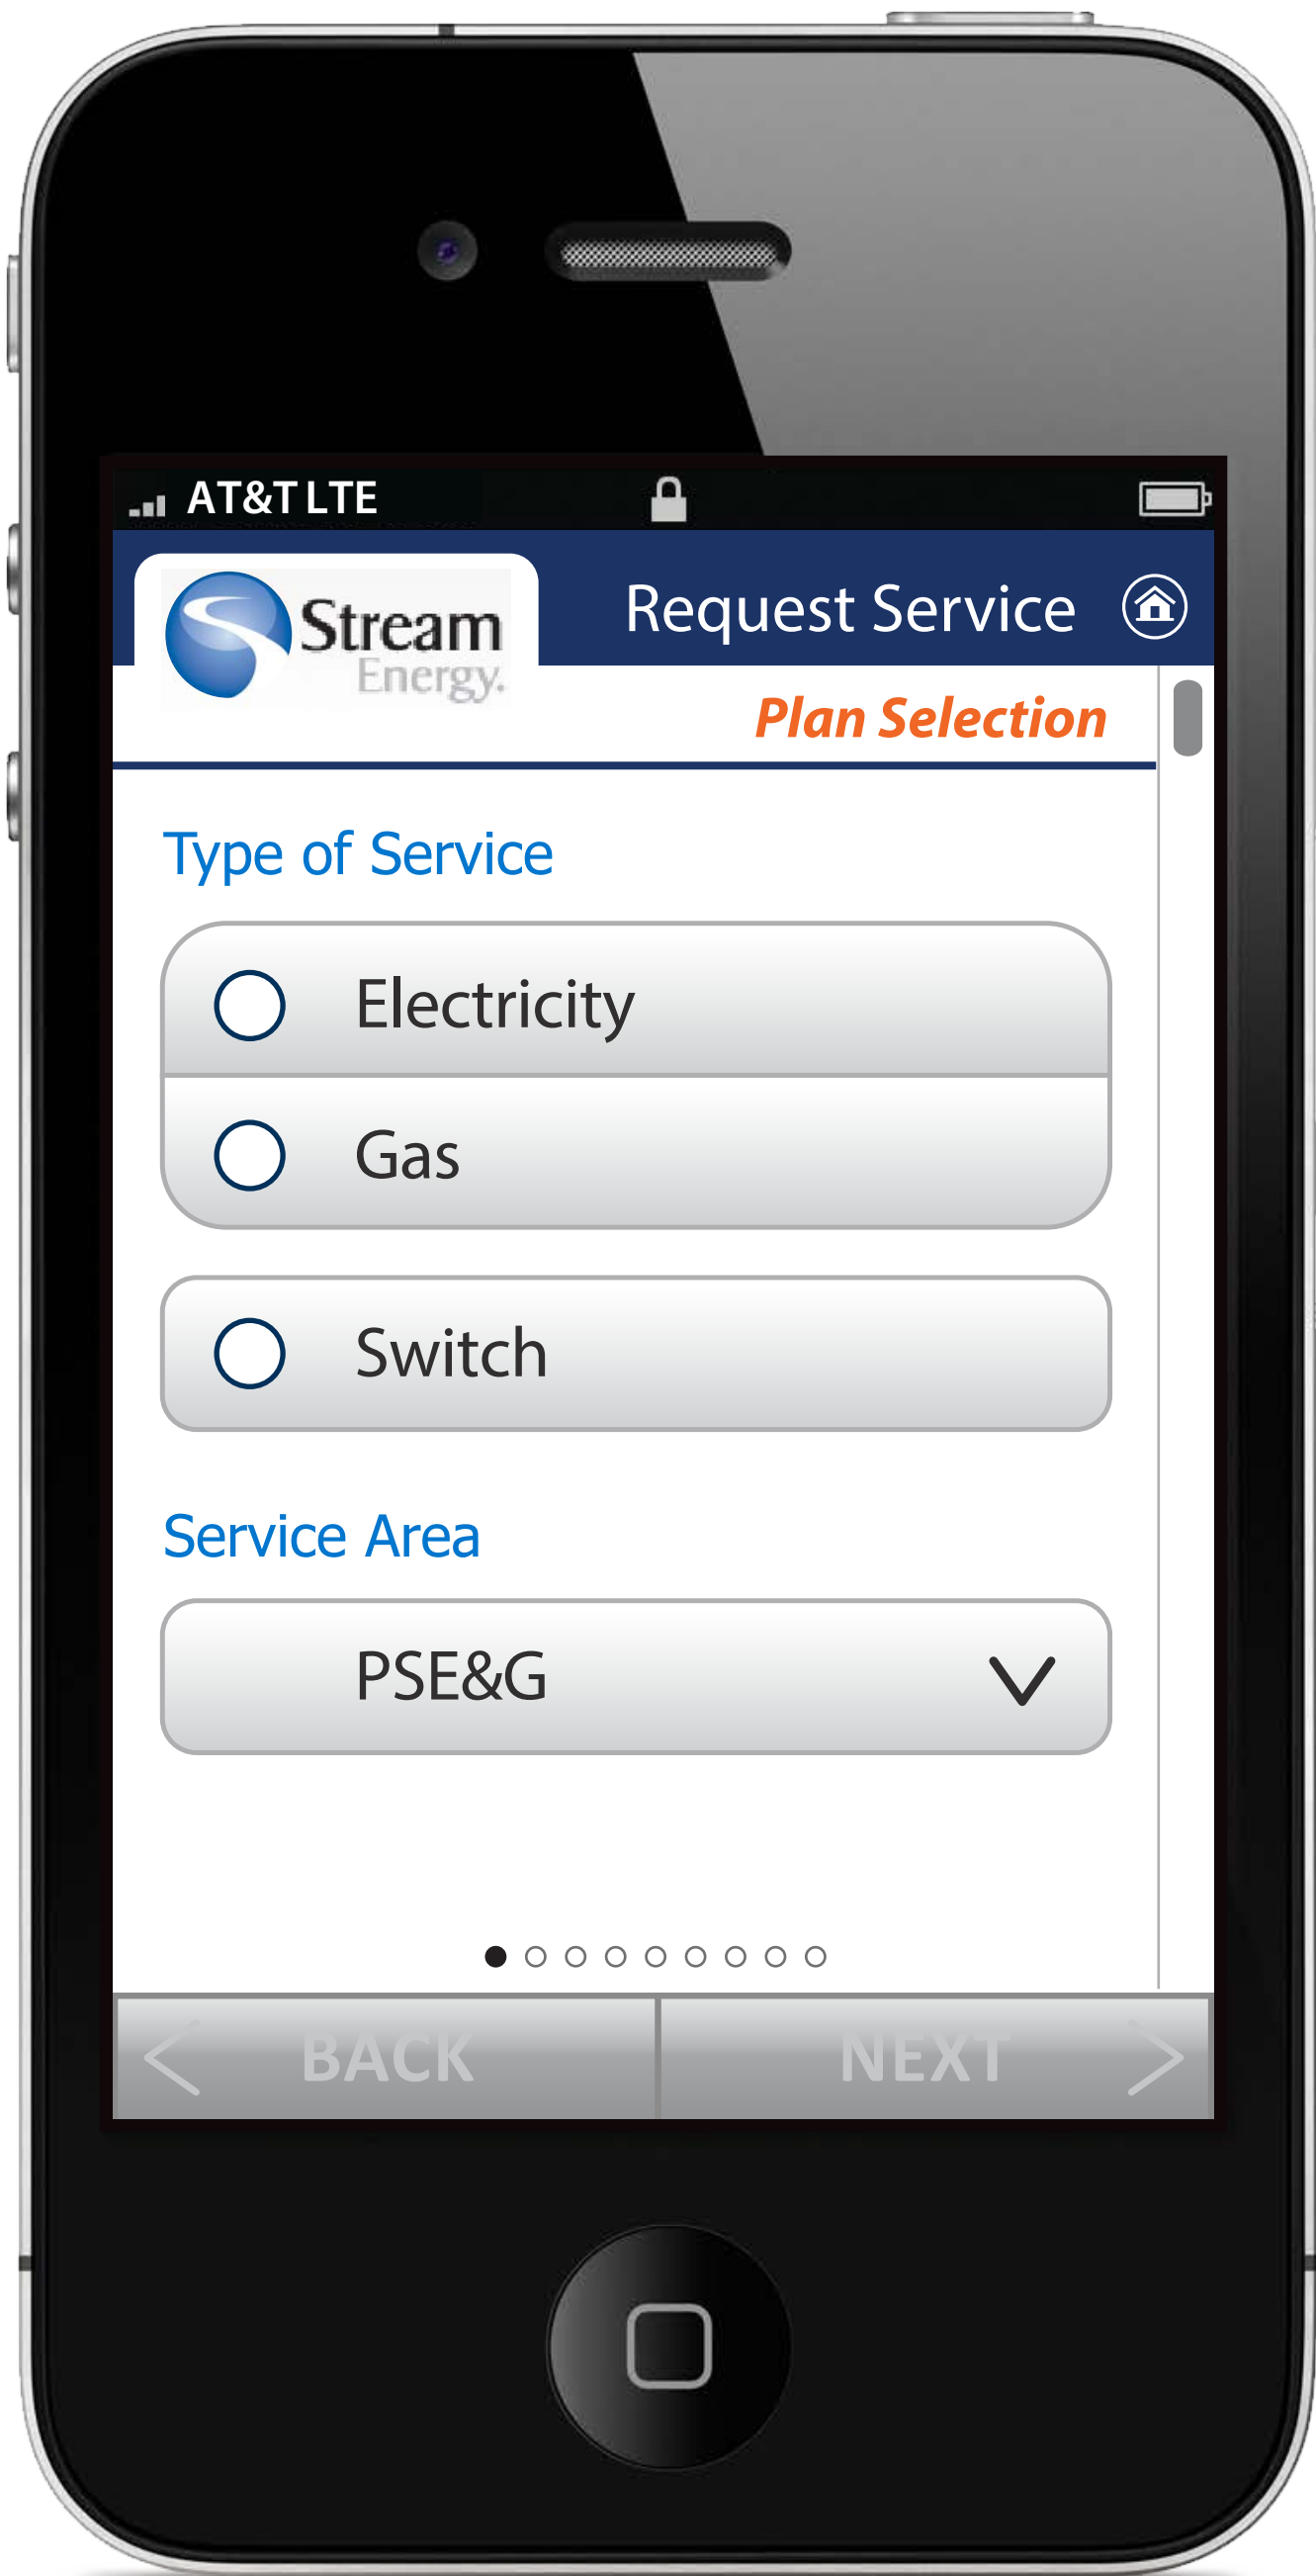 AT&T LTE
Stream
Energy.
Request Service
Plan Selection
Type of Service
Electricity
Gas
Switch
Service Area
PSE&G
BACK
NEXT